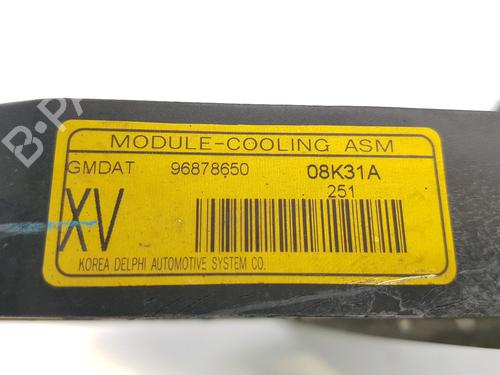 MODULE-COOLING ASM
GMDAT 96878650 08K31A
251
XV
KOREA DELPHI AUTOMOTIVE SYSTEM CO.